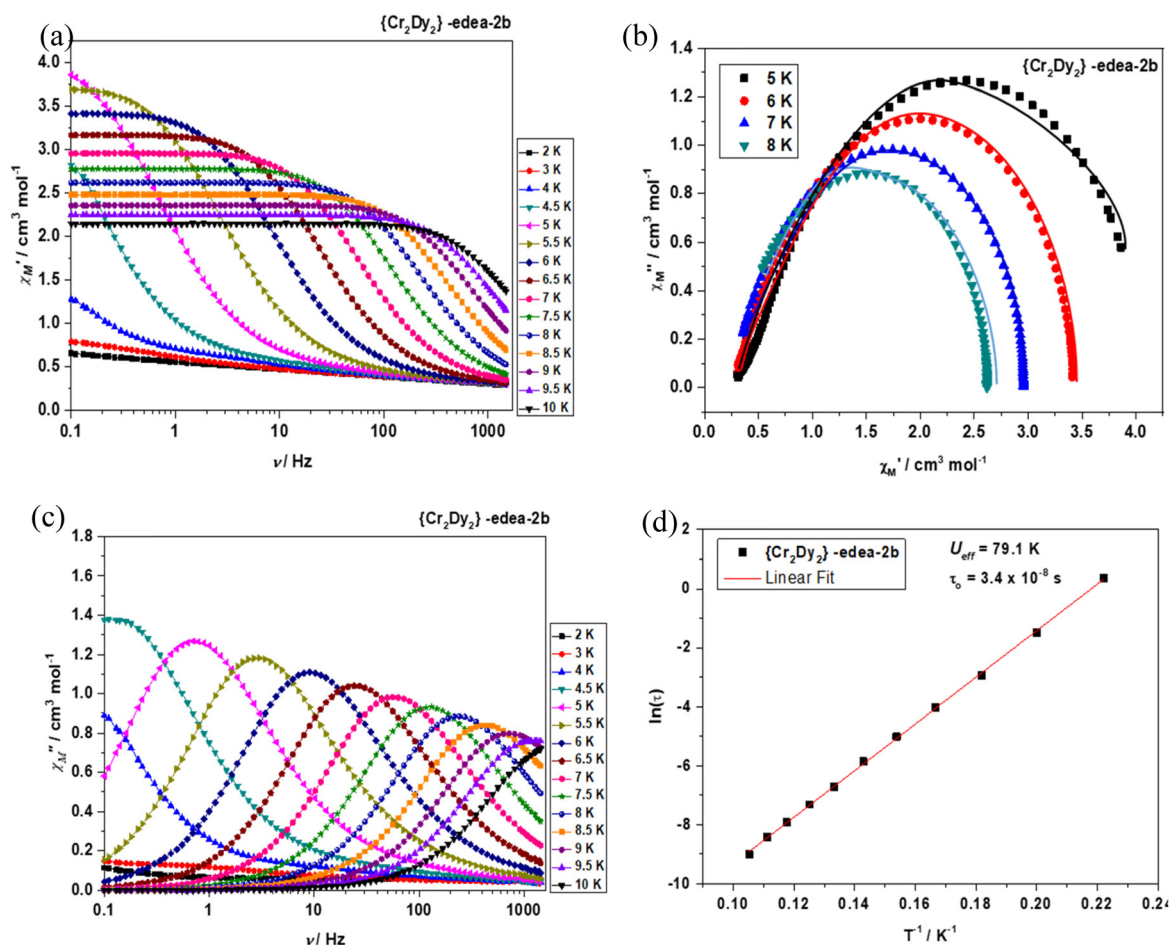 (a)
{Cr₂Dy₂} -edea-2b
χM' / cm³ mol⁻¹
4.0
3.5
3.0
2.5
2.0
1.5
1.0
0.5
0.0
0.1
1
10
100
1000
ν/ Hz
2 K
3 K
4 K
4.5 K
5 K
5.5 K
6 K
6.5 K
7 K
7.5 K
8 K
8.5 K
9 K
9.5 K
10 K
(b)
{Cr₂Dy₂} -edea-2b
5 K
6 K
7 K
8 K
χM'' / cm³ mol⁻¹
1.4
1.2
1.0
0.8
0.6
0.4
0.2
0.0
0.0
0.5
1.0
1.5
2.0
2.5
3.0
3.5
4.0
χM' / cm³ mol⁻¹
(c)
{Cr₂Dy₂} -edea-2b
χM'' / cm³ mol⁻¹
1.8
1.6
1.4
1.2
1.0
0.8
0.6
0.4
0.2
0.0
0.1
1
10
100
1000
ν/ Hz
2 K
3 K
4 K
4.5 K
5 K
5.5 K
6 K
6.5 K
7 K
7.5 K
8 K
8.5 K
9 K
9.5 K
10 K
(d)
{Cr₂Dy₂} -edea-2b
Linear Fit
Ueff = 79.1 K
τo = 3.4 x 10⁻⁸ s
ln(τ)
2
0
-2
-4
-6
-8
-10
0.10
0.12
0.14
0.16
0.18
0.20
0.22
0.24
T⁻¹ / K⁻¹